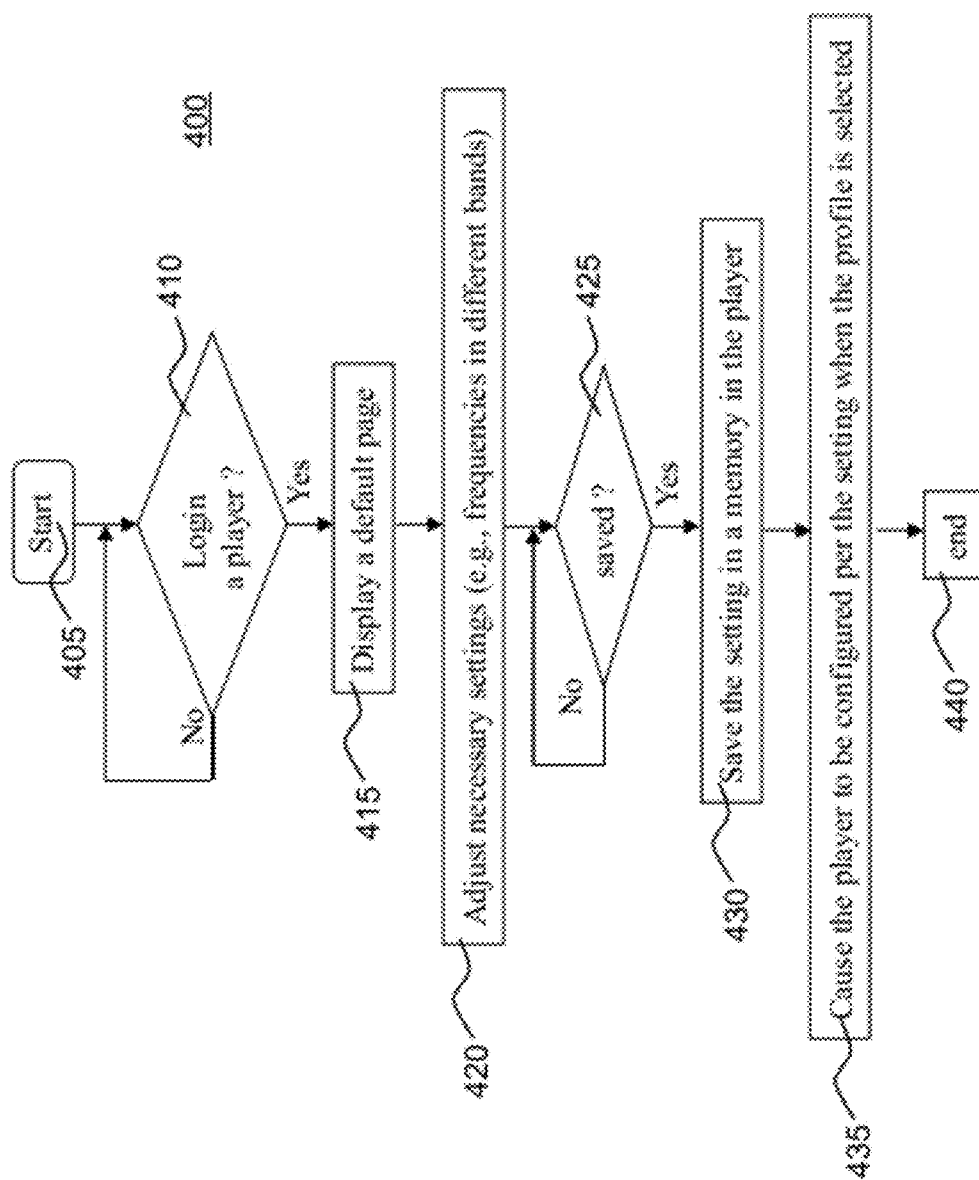 400
Start
405
Login
a player ?
410
No
Yes
Display a default page
415
Adjust necessary settings (e.g., frequencies in different bands)
420
saved ?
425
No
Yes
Save the setting in a memory in the player
430
Cause the player to be configured per the setting when the profile is selected
435
end
440